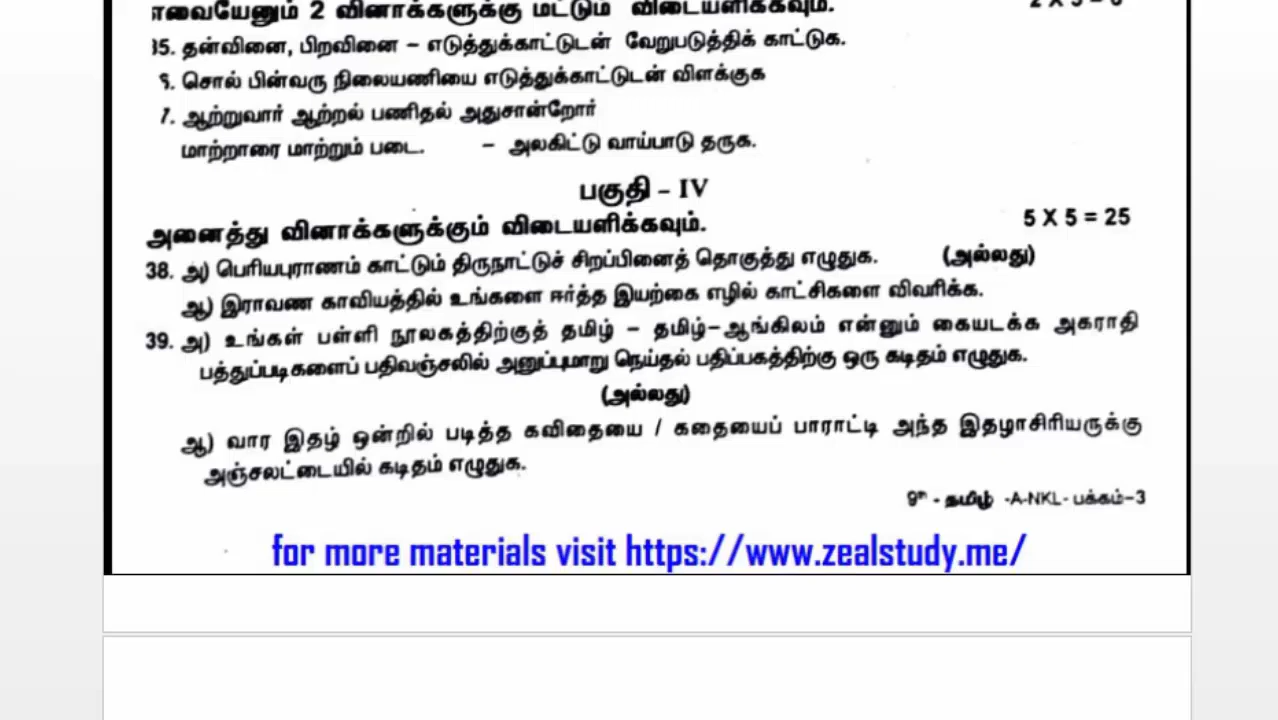 எவையேனும் 2 வினாக்களுக்கு மட்டும் விடையளிக்கவும்.
35. தன்வினை, பிறவினை – எடுத்துக்காட்டுடன் வேறுபடுத்திக் காட்டுக.
6. சொல் பின்வரு நிலையணியை எடுத்துக்காட்டுடன் விளக்குக
7. ஆற்றுவார் ஆற்றல் பணிதல் அதுசான்றோர்
மாற்றாரை மாற்றும் படை. – அலகிட்டு வாய்பாடு தருக.
பகுதி – IV
அனைத்து வினாக்களுக்கும் விடையளிக்கவும். 5 X 5 = 25
38. அ) பெரியபுராணம் காட்டும் திருநாட்டுச் சிறப்பினைத் தொகுத்து எழுதுக. (அல்லது)
ஆ) இராவண காவியத்தில் உங்களை ஈர்த்த இயற்கை எழில் காட்சிகளை விவரிக்க.
39. அ) உங்கள் பள்ளி நூலகத்திற்குத் தமிழ் – தமிழ்–ஆங்கிலம் என்னும் கையடக்க அகராதி
பத்துப்படிகளைப் பதிவஞ்சலில் அனுப்புமாறு நெய்தல் பதிப்பகத்திற்கு ஒரு கடிதம் எழுதுக.
(அல்லது)
ஆ) வார இதழ் ஒன்றில் படித்த கவிதையை / கதையைப் பாராட்டி அந்த இதழாசிரியருக்கு
அஞ்சலட்டையில் கடிதம் எழுதுக.
9th - தமிழ் -A-NKL- பக்கம்–3
for more materials visit https://www.zealstudy.me/